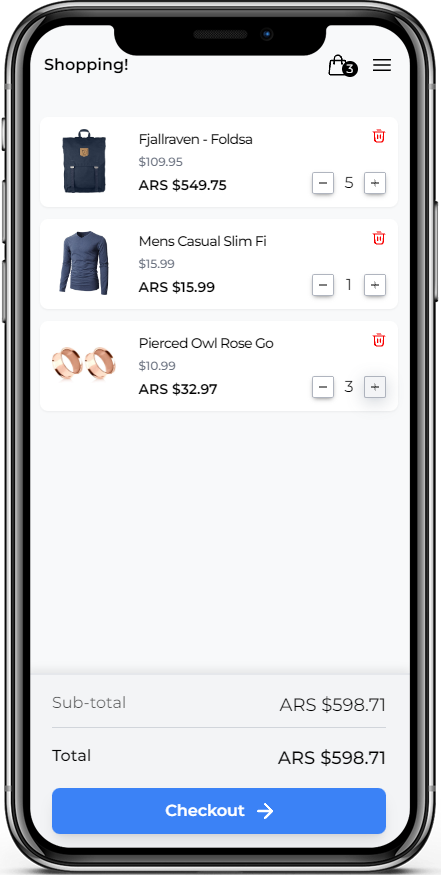 Shopping!
3
Fjallraven - Foldsa
$109.95
ARS $549.75
5
Mens Casual Slim Fi
$15.99
ARS $15.99
1
Pierced Owl Rose Go
$10.99
ARS $32.97
3
Sub-total ARS $598.71
Total ARS $598.71
Checkout →